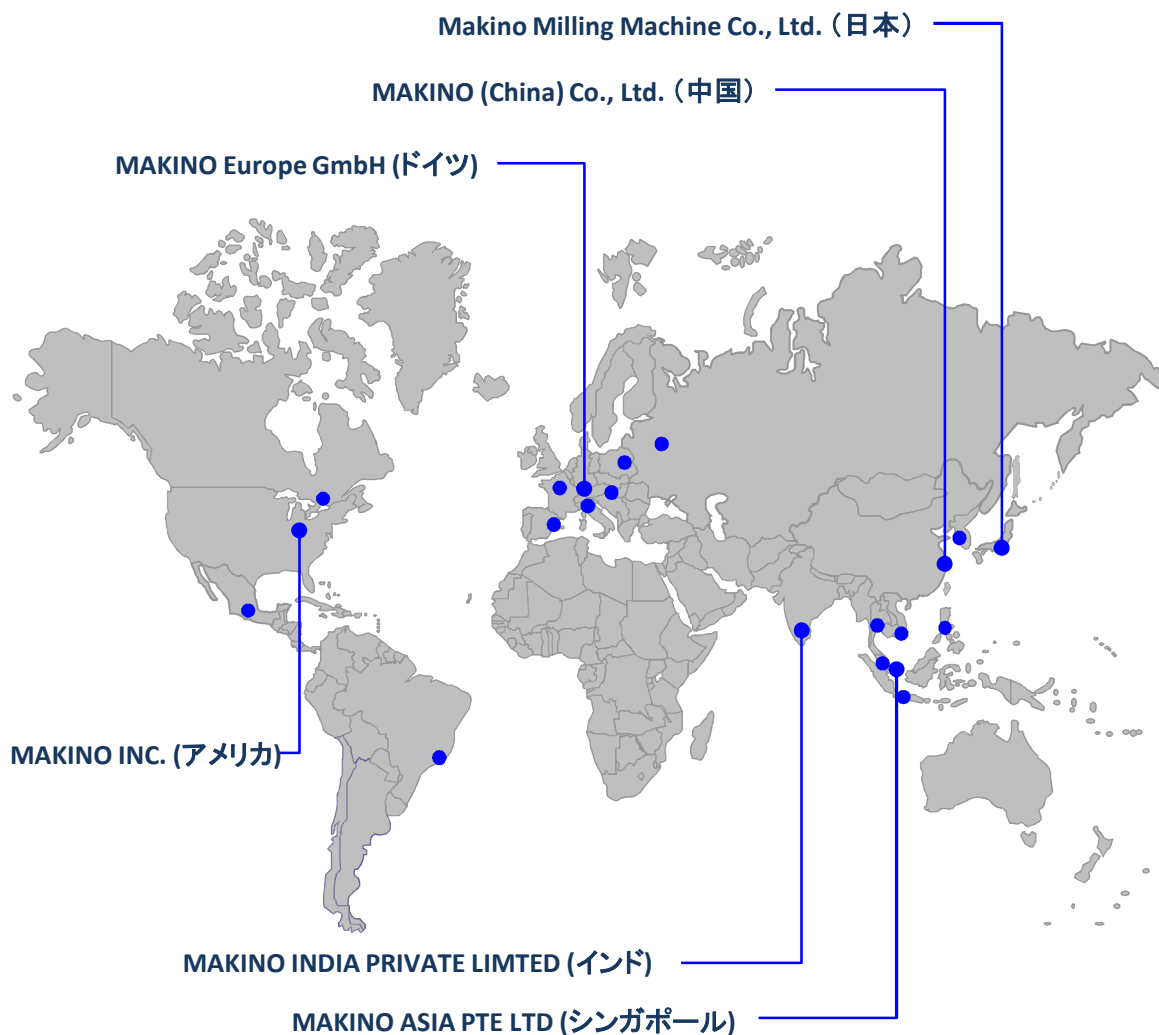 Makino Milling Machine Co., Ltd.（日本）
MAKINO (China) Co., Ltd.（中国）
MAKINO Europe GmbH (ドイツ)
MAKINO INC. (アメリカ)
MAKINO INDIA PRIVATE LIMTED (インド)
MAKINO ASIA PTE LTD (シンガポール)